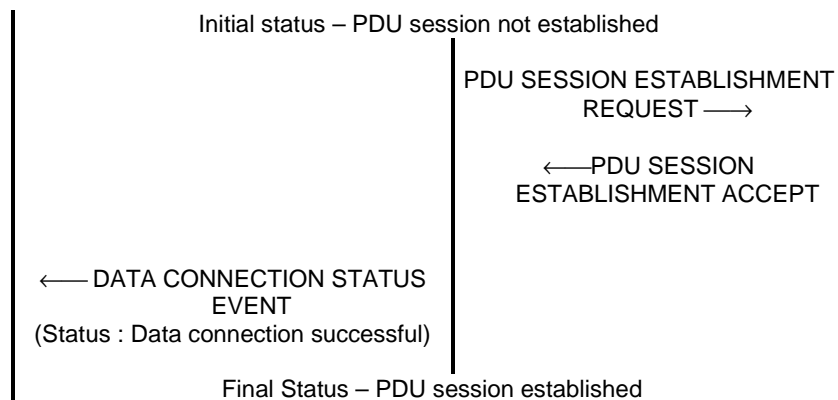 Initial status – PDU session not established
PDU SESSION ESTABLISHMENT
REQUEST ⟶
⟵PDU SESSION
ESTABLISHMENT ACCEPT
⟵ DATA CONNECTION STATUS
EVENT
(Status : Data connection successful)
Final Status – PDU session established